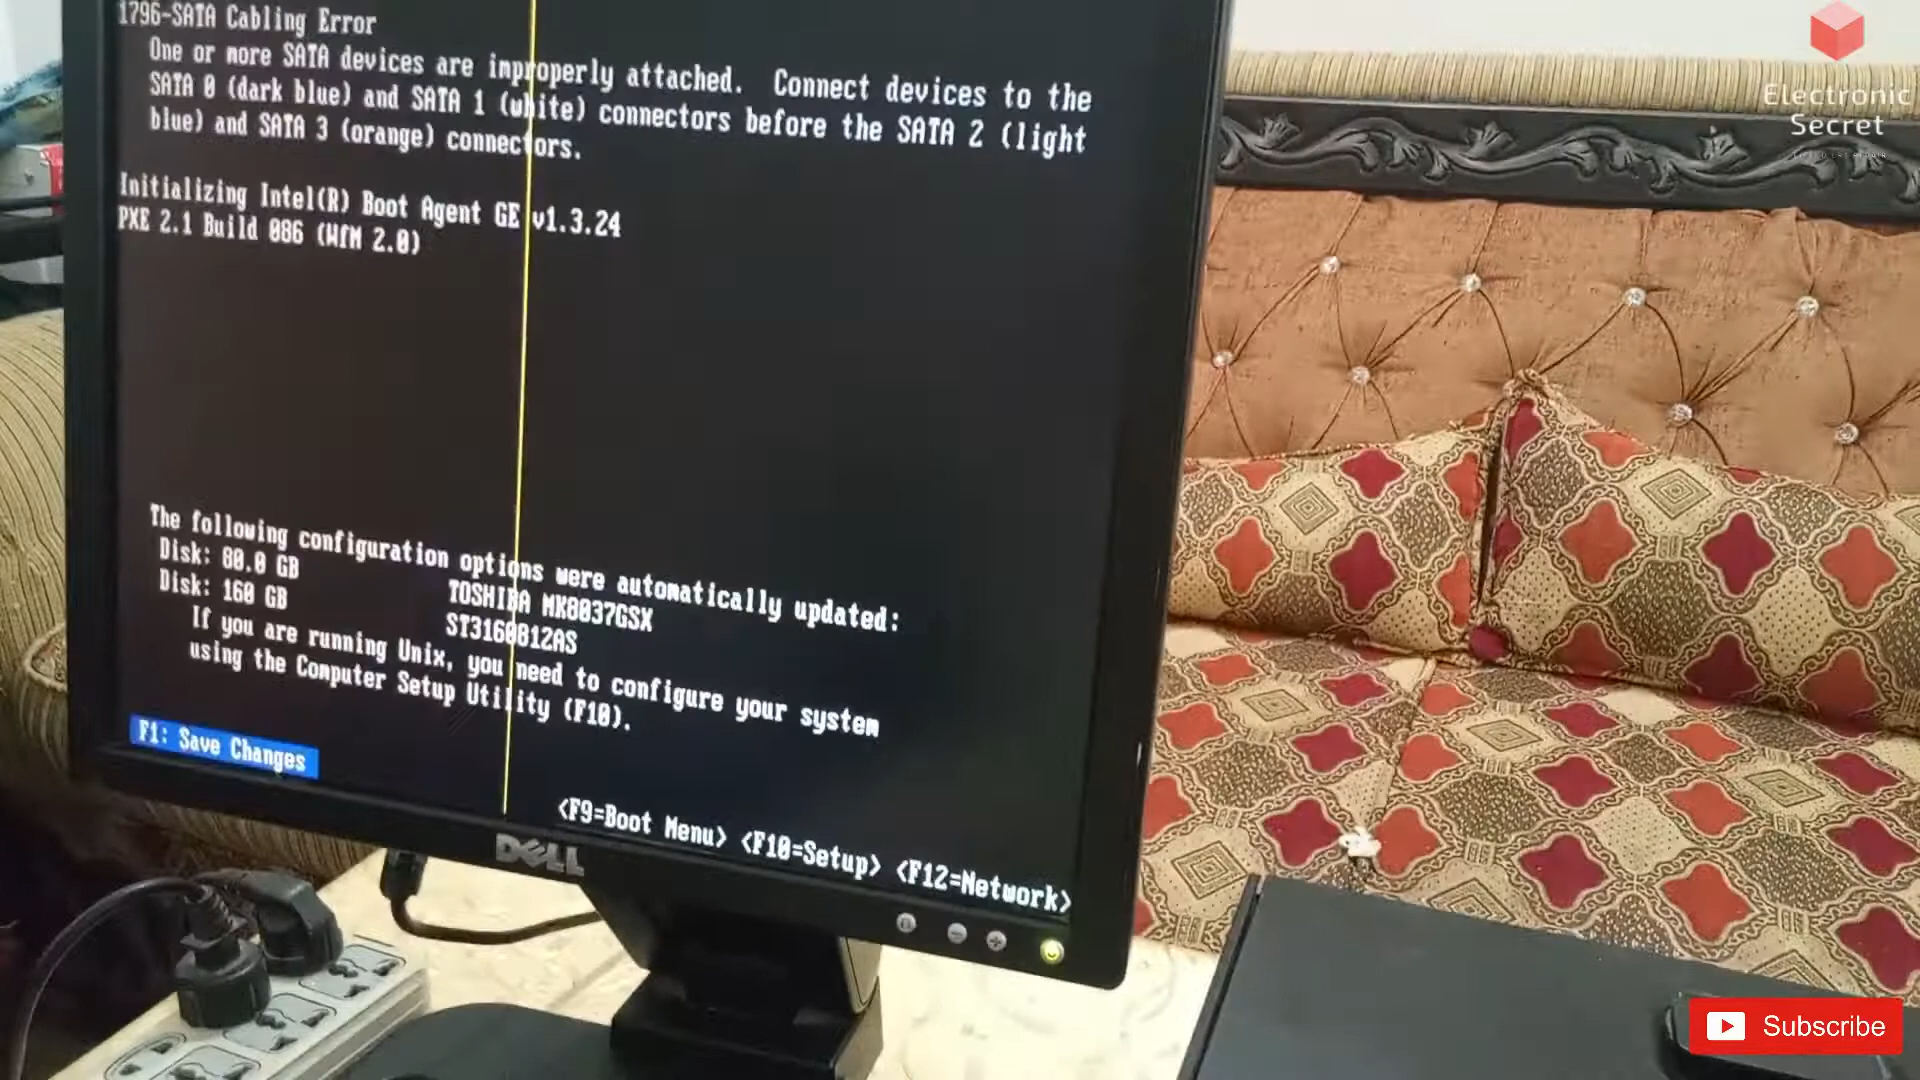 1796-SATA Cabling Error
One or more SATA devices are improperly attached. Connect devices to the
SATA 0 (dark blue) and SATA 1 (white) connectors before the SATA 2 (light
blue) and SATA 3 (orange) connectors.
Initializing Intel(R) Boot Agent GE v1.3.24
PXE 2.1 Build 086 (WfM 2.0)
The following configuration options were automatically updated:
Disk: 80.0 GB TOSHIBA MK8037GSX
Disk: 160 GB ST3160812AS
If you are running Unix, you need to configure your system
using the Computer Setup Utility (F10).
F1: Save Changes
<F9=Boot Menu> <F10=Setup> <F12=Network>
DELL
Electronic
Secret
Subscribe